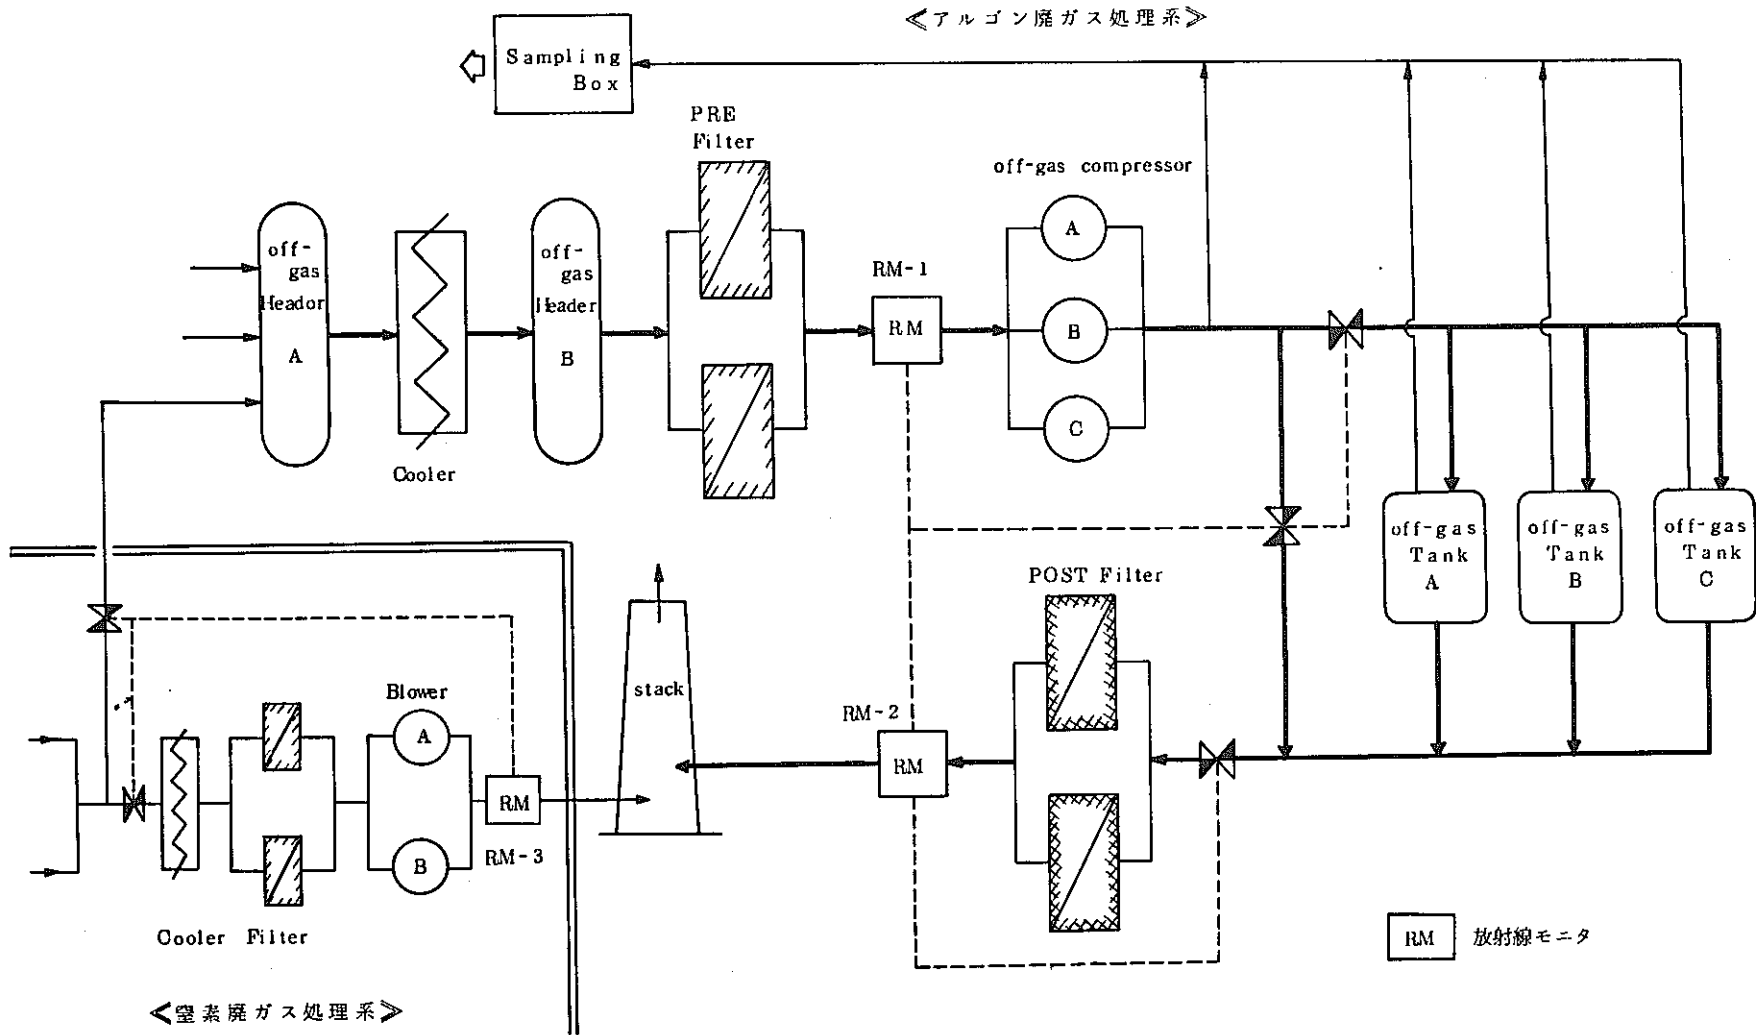 ≪アルゴン廃ガス処理系≫
Sampling
Box
PRE
Filter
off-gas compressor
off-
gas
Heador
A
Cooler
off-
gas
Header
B
RM-1
RM
A
B
C
off-gas
Tank
A
off-gas
Tank
B
off-gas
Tank
C
POST Filter
stack
RM-2
RM
Blower
A
B
RM
RM-3
Cooler Filter
RM 放射線モニタ
≪窒素廃ガス処理系≫